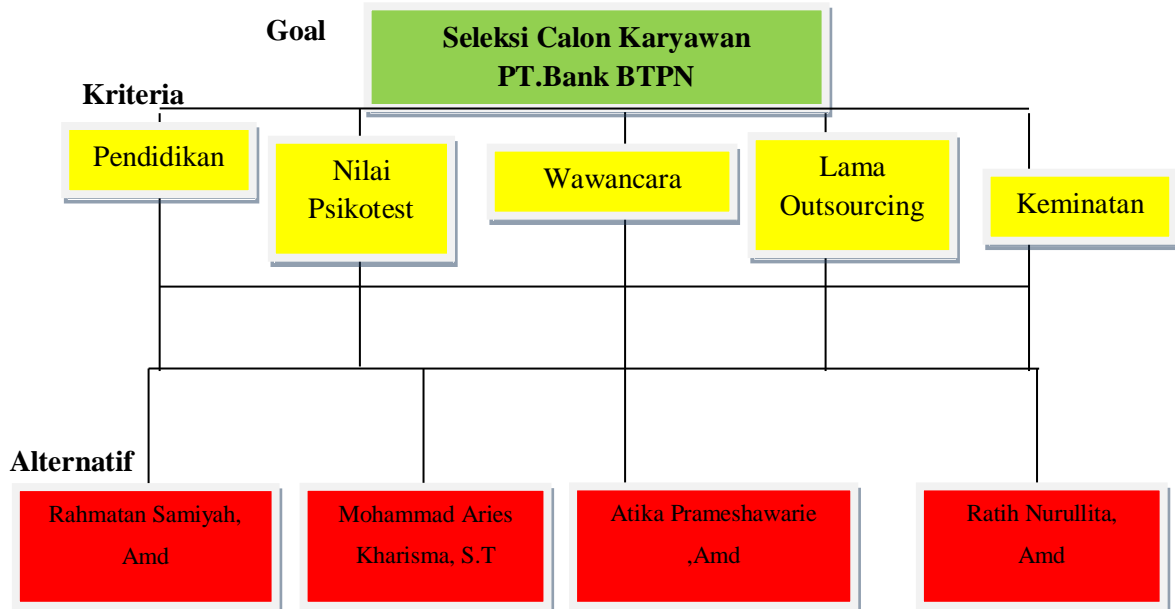 Goal
Seleksi Calon Karyawan
PT.Bank BTPN
Kriteria
Pendidikan
Nilai
Psikotest
Wawancara
Lama
Outsourcing
Keminatan
Alternatif
Rahmatan Samiyah,
Amd
Mohammad Aries
Kharisma, S.T
Atika Prameshawarie
,Amd
Ratih Nurullita,
Amd